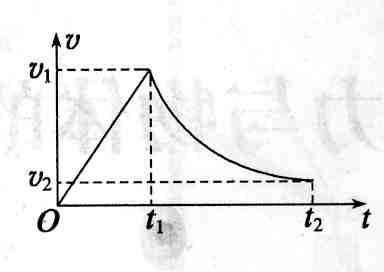 v
v₁
v₂
O t₁ t₂ t